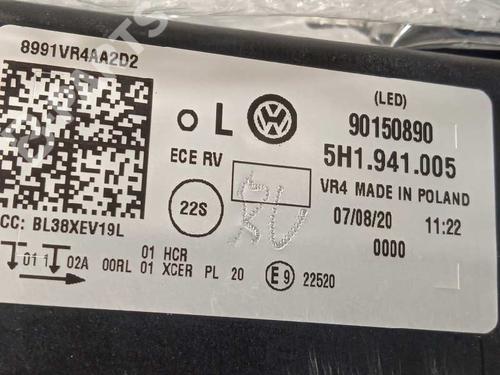 8991VR4AA2D2
L
(LED)
90150890
ECE RV
5H1.941.005
VR4 MADE IN POLAND
22S
07/08/20 11:22
0000
CC: BL38XEV19L
01 HCR
01 1 02A 00RL 01 XCER PL 20 E9 22520